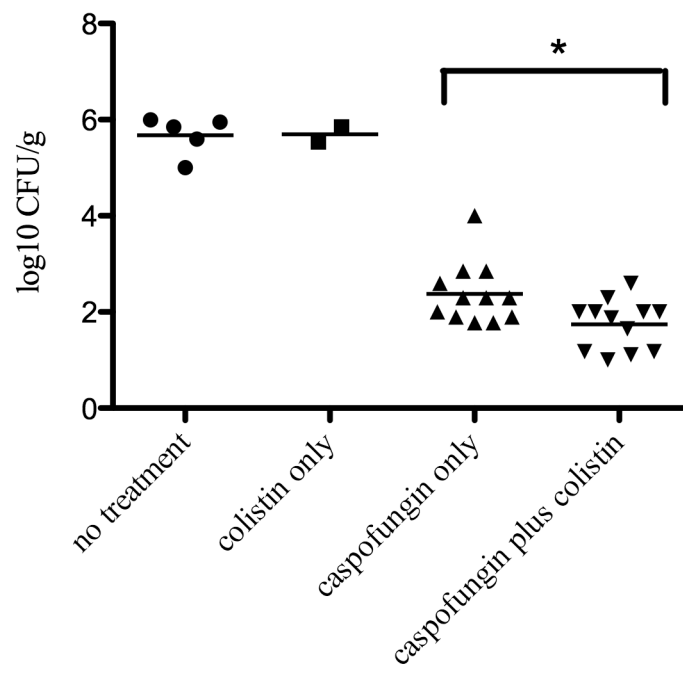 *
8
6
4
2
0
log10 CFU/g
no treatment
colistin only
caspofungin only
caspofungin plus colistin